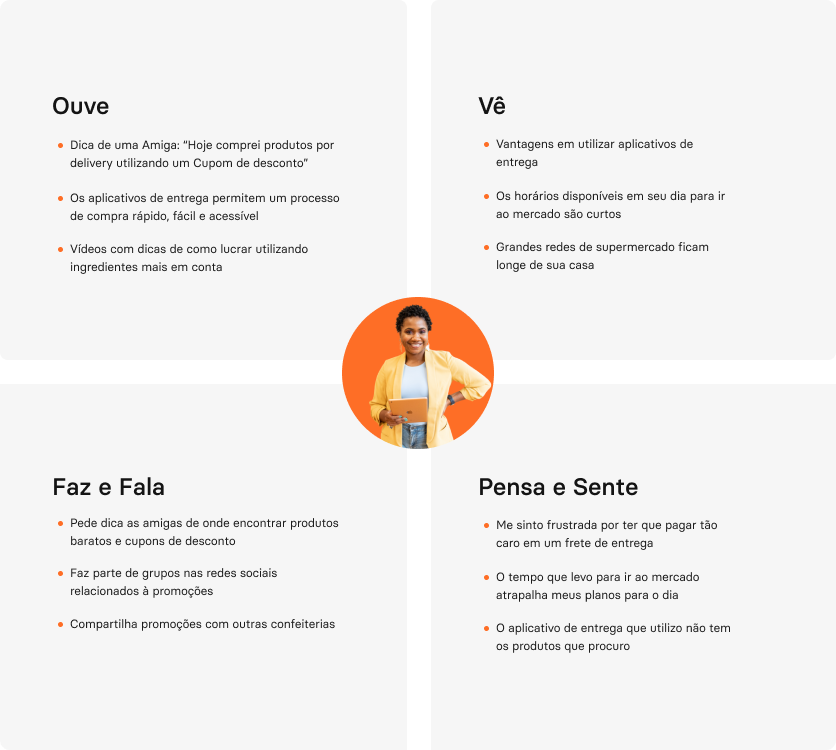 Ouve
Dica de uma Amiga: “Hoje comprei produtos por
delivery utilizando um Cupom de desconto”
Os aplicativos de entrega permitem um processo
de compra rápido, fácil e acessível
Vídeos com dicas de como lucrar utilizando
ingredientes mais em conta
Vê
Vantagens em utilizar aplicativos de
entrega
Os horários disponíveis em seu dia para ir
ao mercado são curtos
Grandes redes de supermercado ficam
longe de sua casa
Faz e Fala
Pede dica as amigas de onde encontrar produtos
baratos e cupons de desconto
Faz parte de grupos nas redes sociais
relacionados à promoções
Compartilha promoções com outras confeiterias
Pensa e Sente
Me sinto frustrada por ter que pagar tão
caro em um frete de entrega
O tempo que levo para ir ao mercado
atrapalha meus planos para o dia
O aplicativo de entrega que utilizo não tem
os produtos que procuro